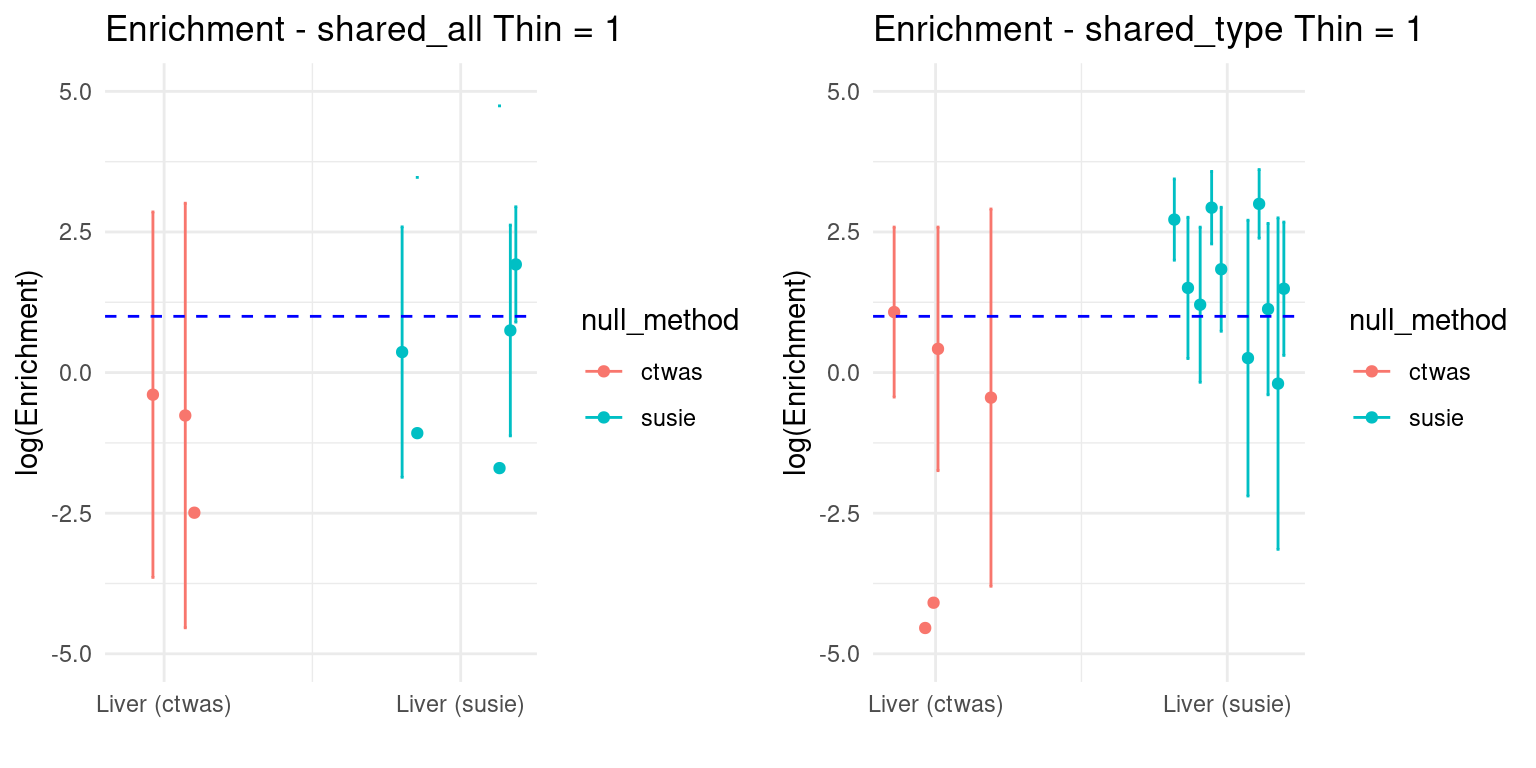 Enrichment - shared_all Thin = 1
log(Enrichment)
5.0
2.5
0.0
-2.5
-5.0
Liver (ctwas)
Liver (susie)
null_method
ctwas
susie
Enrichment - shared_type Thin = 1
log(Enrichment)
5.0
2.5
0.0
-2.5
-5.0
Liver (ctwas)
Liver (susie)
null_method
ctwas
susie